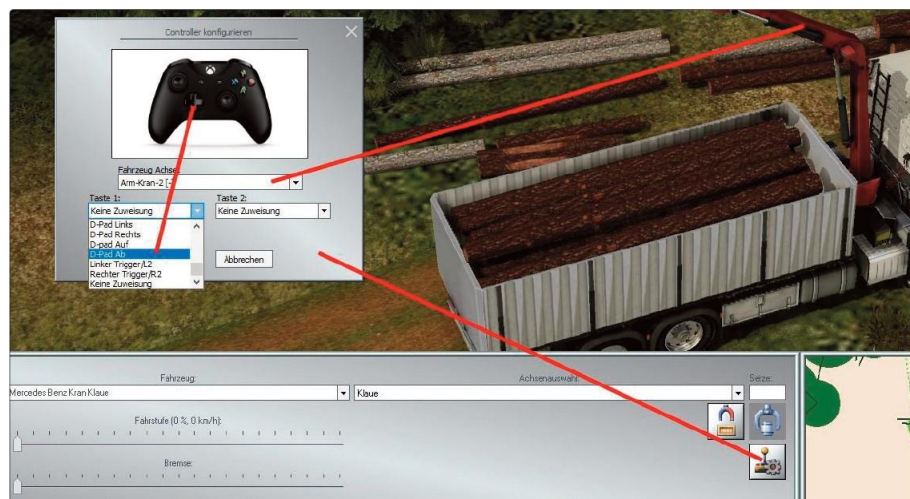 Controller konfigurieren
Fahrzeug Achse:
Arm-Kran-2 [-]
Taste 1:
Taste 2:
Keine Zuweisung
Keine Zuweisung
D-Pad Links
D-Pad Rechts
D-pad Auf
D-Pad Ab
Linker Trigger/L2
Rechter Trigger/R2
Keine Zuweisung
Abbrechen
Fahrzeug:
Achsenauswahl:
Seize:
Mercedes Benz Kran Klaue
Klaue
Fahrstufe (0 %, 0 km/h):
Bremse: